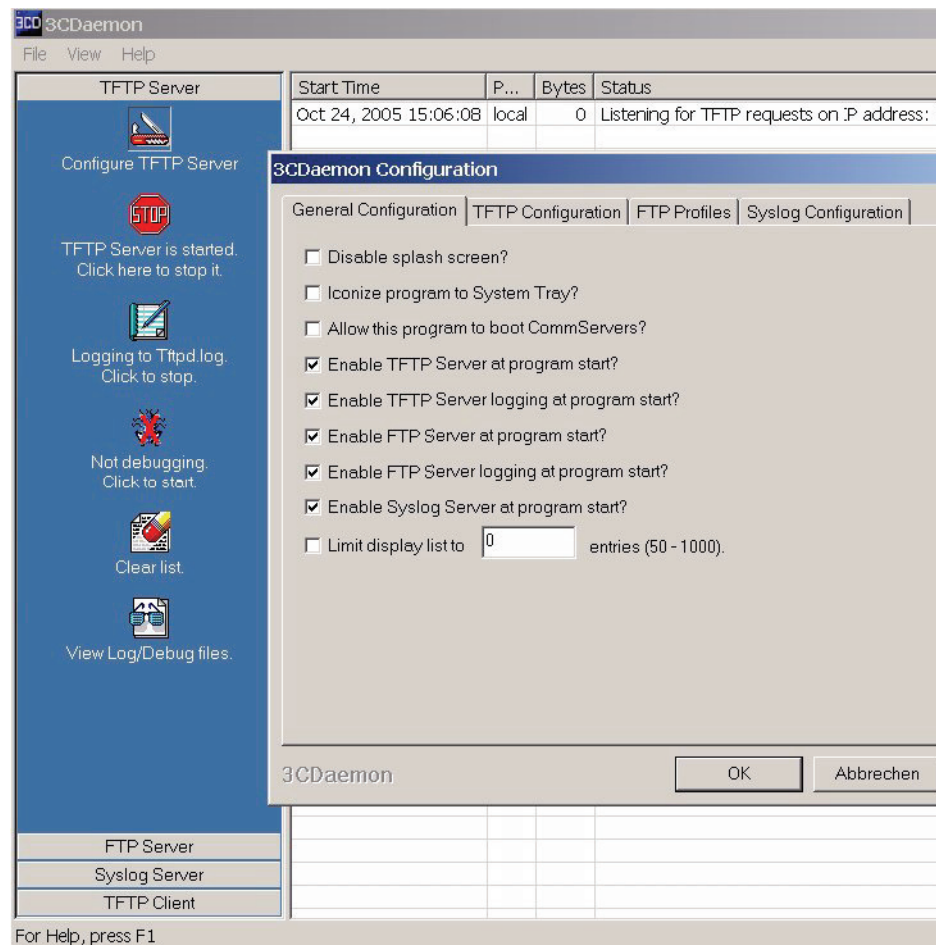 3CD 3CDaemon
File View Help
TFTP Server
Configure TFTP Server
STOP
TFTP Server is started.
Click here to stop it.
Logging to Tftpd.log.
Click to stop.
Not debugging.
Click to start.
Clear list.
View Log/Debug files.
FTP Server
Syslog Server
TFTP Client
For Help, press F1
Start Time P... Bytes Status
Oct 24, 2005 15:06:08 local 0 Listening for TFTP requests on IP address:
3CDaemon Configuration
General Configuration TFTP Configuration FTP Profiles Syslog Configuration
Disable splash screen?
Iconize program to System Tray?
Allow this program to boot CommServers?
Enable TFTP Server at program start?
Enable TFTP Server logging at program start?
Enable FTP Server at program start?
Enable FTP Server logging at program start?
Enable Syslog Server at program start?
Limit display list to 0 entries (50 - 1000).
3CDaemon OK Abbrechen